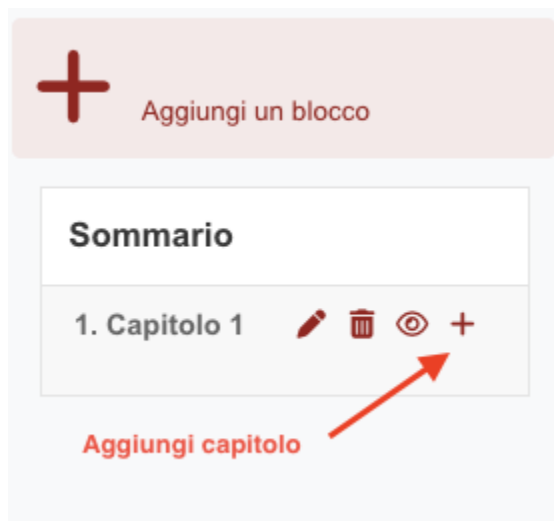 Aggiungi un blocco
Sommario
1. Capitolo 1
Aggiungi capitolo